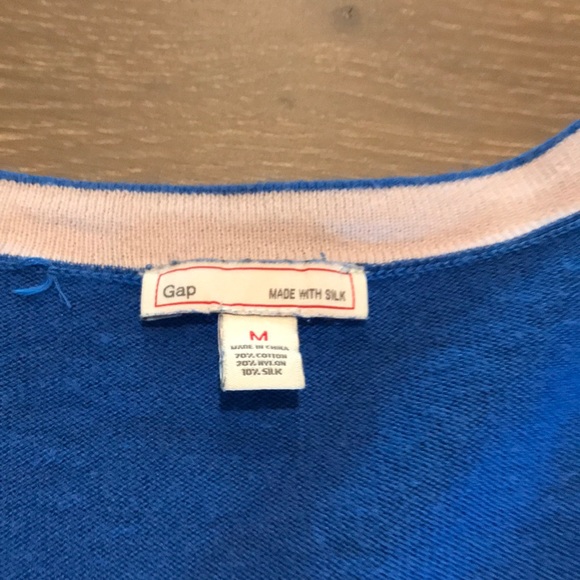 Gap MADE WITH SILK
M
MADE IN CHINA
70% COTTON
20% NYLON
10% SILK